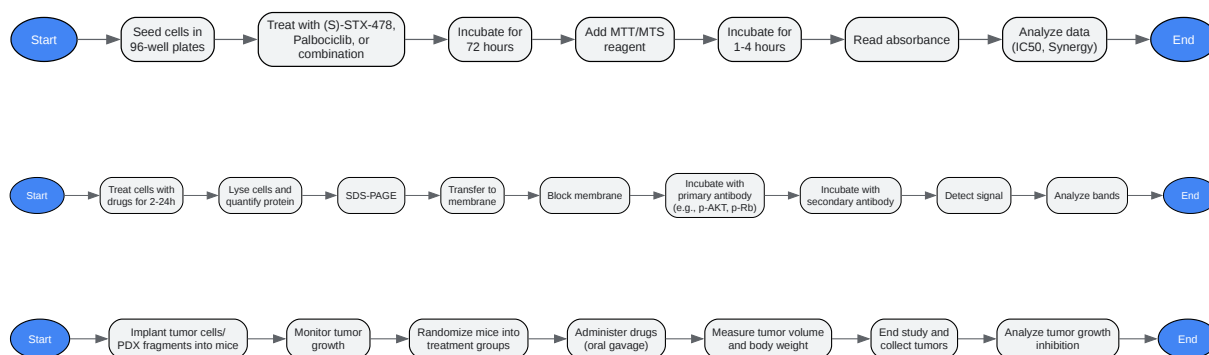 Start
Seed cells in
96-well plates
Treat with (S)-STX-478,
Palbociclib, or
combination
Incubate for
72 hours
Add MTT/MTS
reagent
Incubate for
1-4 hours
Read absorbance
Analyze data
(IC50, Synergy)
End
Start
Treat cells with
drugs for 2-24h
Lyse cells and
quantify protein
SDS-PAGE
Transfer to
membrane
Block membrane
Incubate with
primary antibody
(e.g., p-AKT, p-Rb)
Incubate with
secondary antibody
Detect signal
Analyze bands
End
Start
Implant tumor cells/
PDX fragments into mice
Monitor tumor
growth
Randomize mice into
treatment groups
Administer drugs
(oral gavage)
Measure tumor volume
and body weight
End study and
collect tumors
Analyze tumor growth
inhibition
End